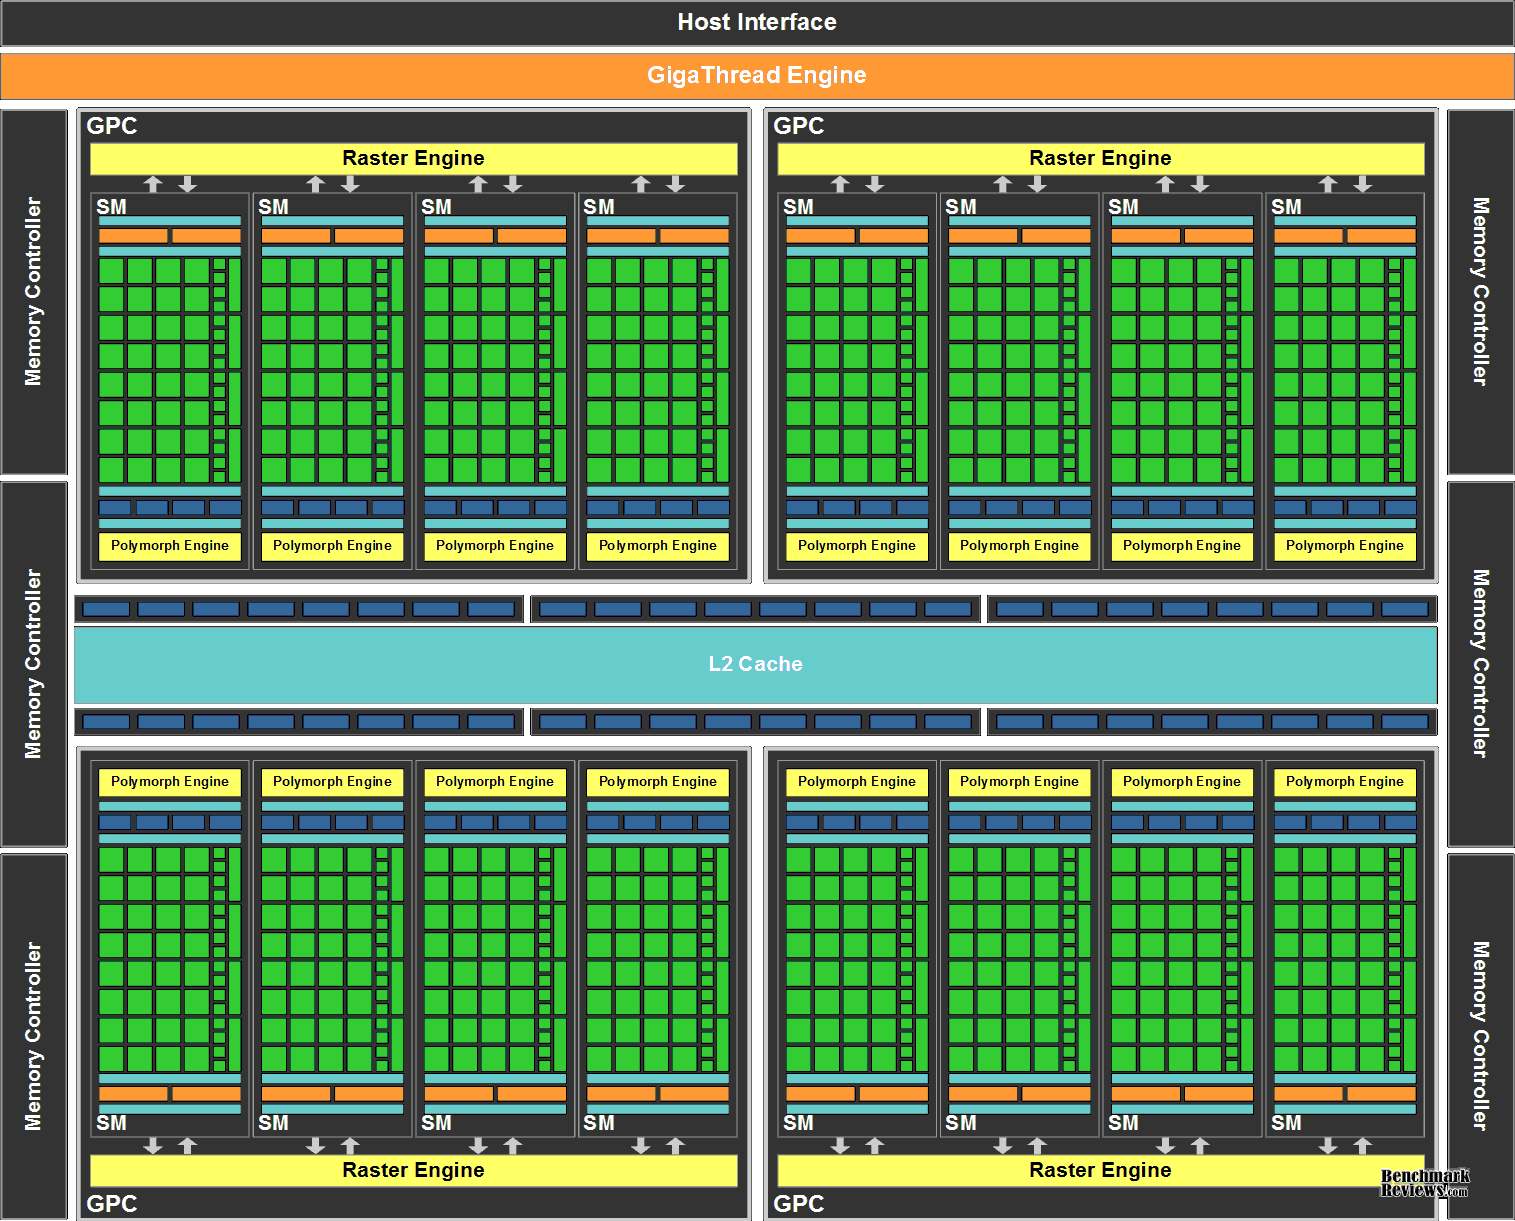 Host Interface
GigaThread Engine
GPC
Raster Engine
SM SM SM SM
Polymorph Engine Polymorph Engine Polymorph Engine Polymorph Engine
GPC
Raster Engine
SM SM SM SM
Polymorph Engine Polymorph Engine Polymorph Engine Polymorph Engine
Memory Controller
Memory Controller
Memory Controller
L2 Cache
Memory Controller
Memory Controller
Memory Controller
Polymorph Engine Polymorph Engine Polymorph Engine Polymorph Engine
SM SM SM SM
Raster Engine
GPC
Polymorph Engine Polymorph Engine Polymorph Engine Polymorph Engine
SM SM SM SM
Raster Engine
GPC
Benchmark
Reviews.com